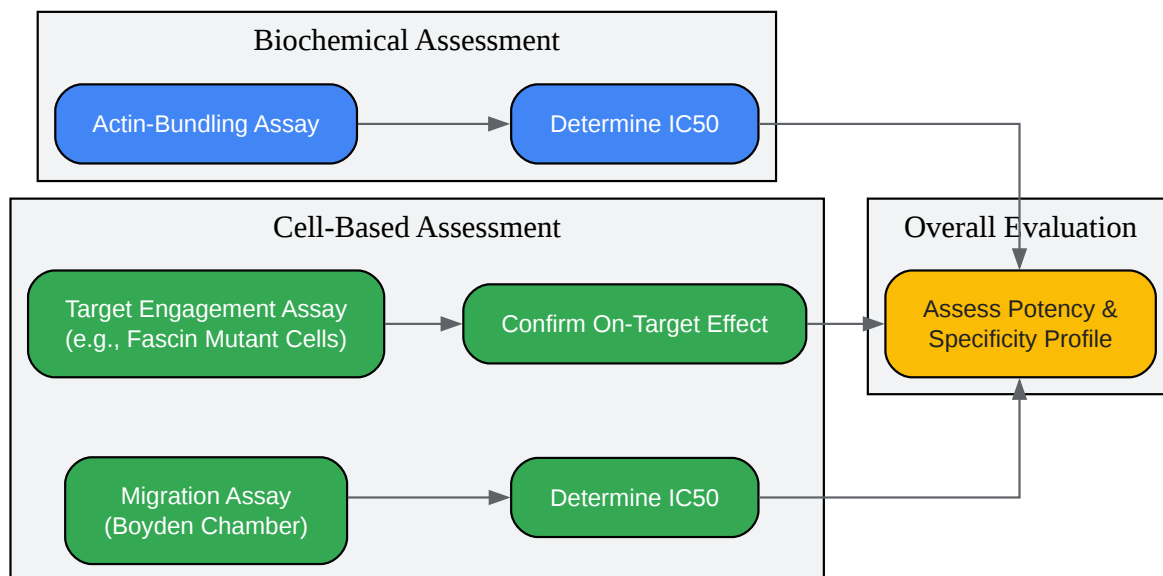 Biochemical Assessment
Actin-Bundling Assay
Determine IC50
Cell-Based Assessment
Target Engagement Assay
(e.g., Fascin Mutant Cells)
Confirm On-Target Effect
Migration Assay
(Boyden Chamber)
Determine IC50
Overall Evaluation
Assess Potency &
Specificity Profile